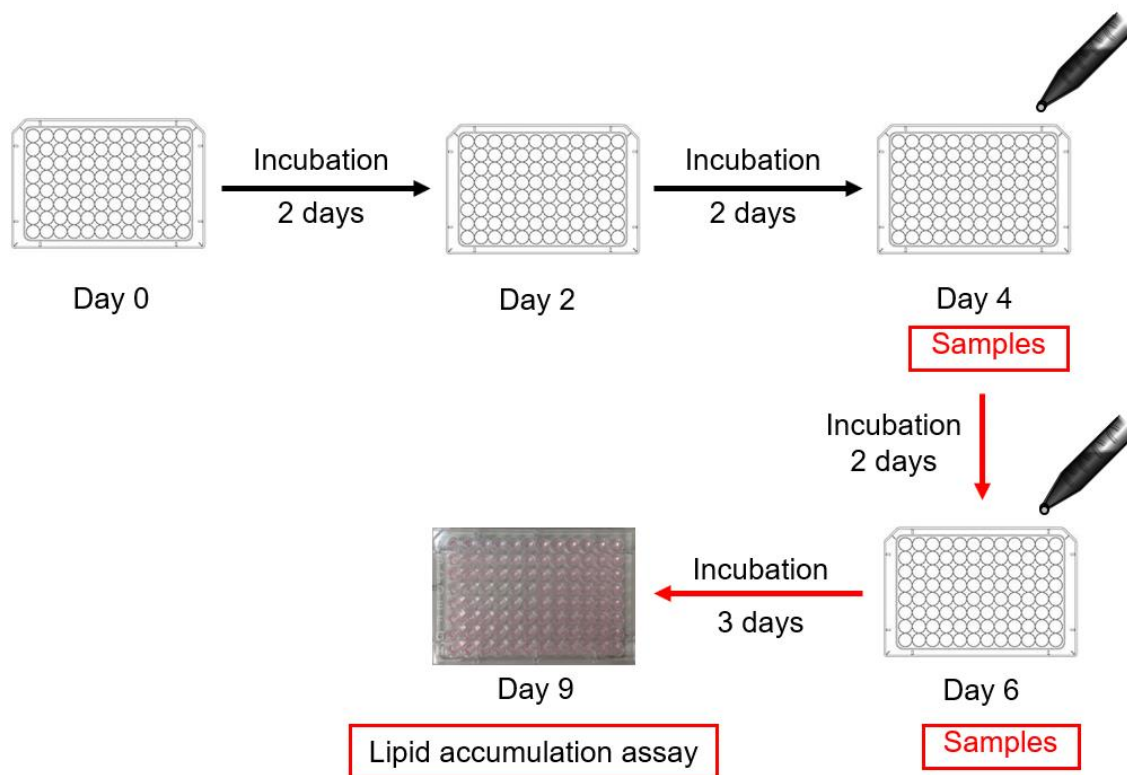 Incubation
2 days
Incubation
2 days
Day 0
Day 2
Day 4
Samples
Incubation
2 days
Incubation
3 days
Day 9
Day 6
Lipid accumulation assay
Samples